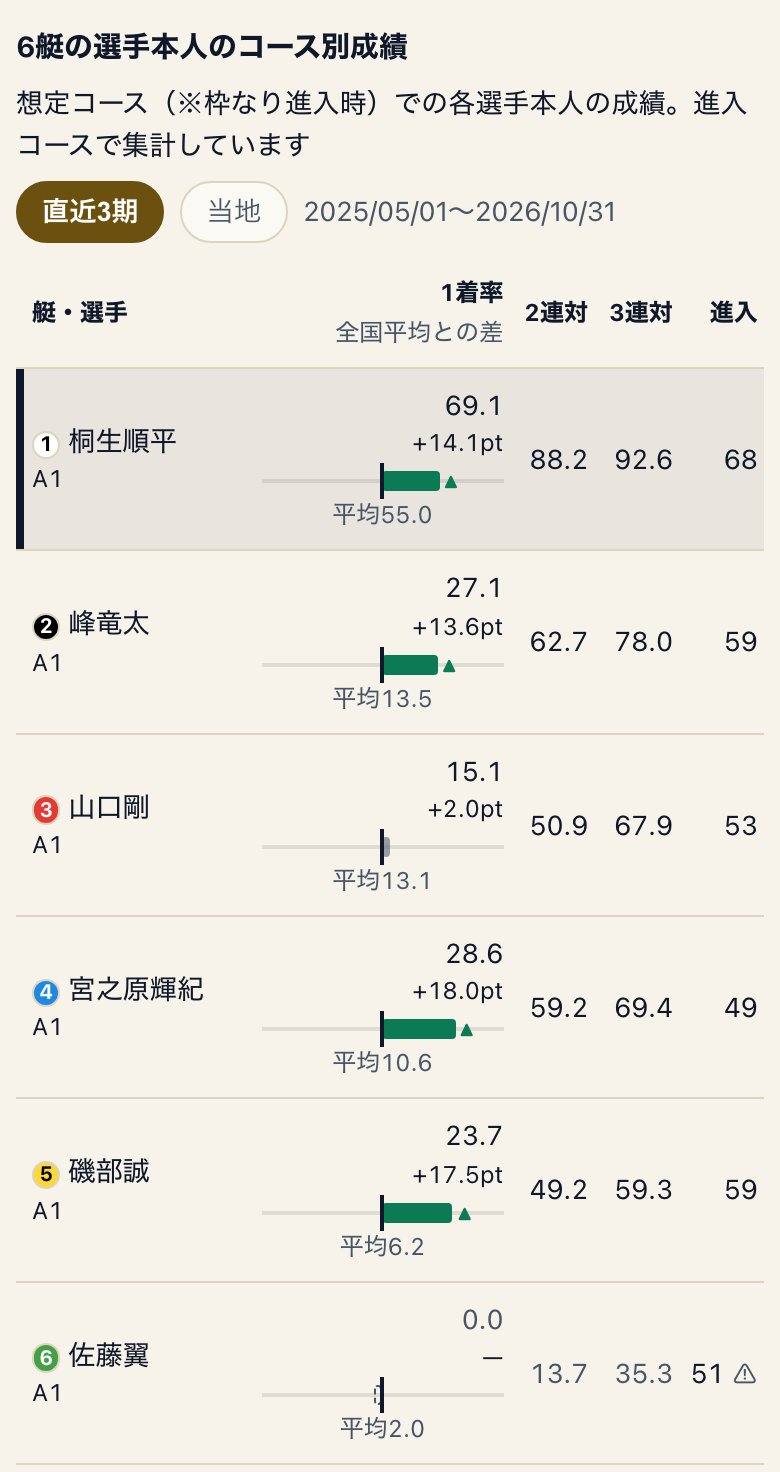 6艇の選手本人のコース別成績
想定コース（※枠なり進入時）での各選手本人の成績。進入
コースで集計しています
直近3期 当地 2025/05/01〜2026/10/31
艇・選手 1着率 全国平均との差 2連対 3連対 進入
69.1
1 桐生順平 +14.1pt 88.2 92.6 68
A1
平均55.0
27.1
2 峰竜太 +13.6pt 62.7 78.0 59
A1
平均13.5
15.1
3 山口剛 +2.0pt 50.9 67.9 53
A1
平均13.1
28.6
4 宮之原輝紀 +18.0pt 59.2 69.4 49
A1
平均10.6
23.7
5 磯部誠 +17.5pt 49.2 59.3 59
A1
平均6.2
0.0
6 佐藤翼 — 13.7 35.3 51
A1
平均2.0